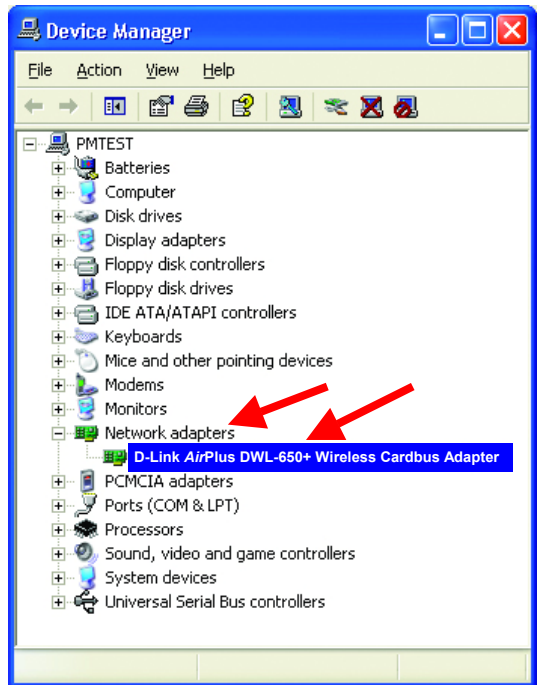 Device Manager
File Action View Help
PMTEST
Batteries
Computer
Disk drives
Display adapters
Floppy disk controllers
Floppy disk drives
IDE ATA/ATAPI controllers
Keyboards
Mice and other pointing devices
Modems
Monitors
Network adapters
D-Link AirPlus DWL-650+ Wireless Cardbus Adapter
PCMCIA adapters
Ports (COM & LPT)
Processors
Sound, video and game controllers
System devices
Universal Serial Bus controllers